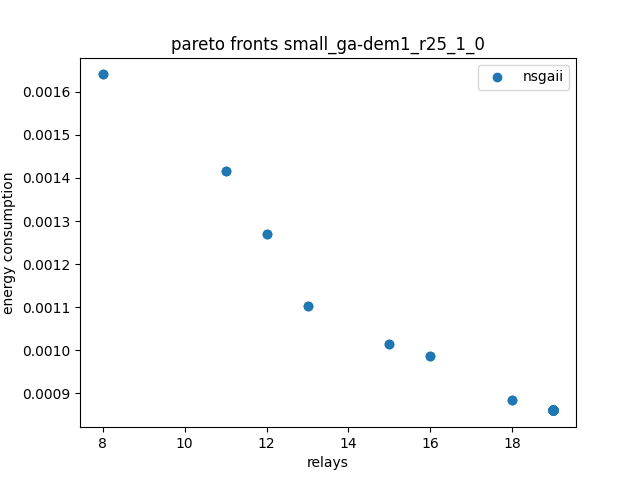 pareto fronts small_ga-dem1_r25_1_0
nsgaii
0.0016
0.0015
0.0014
0.0013
0.0012
0.0011
0.0010
0.0009
energy consumption
8 10 12 14 16 18
relays